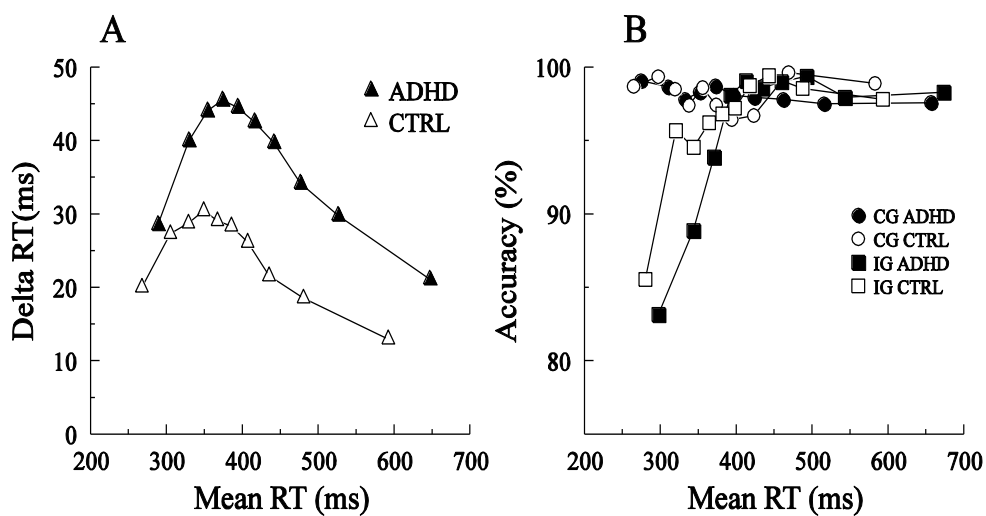 A
50
40
30
20
10
0
200 300 400 500 600 700
Delta RT(ms)
Mean RT (ms)
ADHD
CTRL
B
100
90
80
200 300 400 500 600 700
Accuracy (%)
Mean RT (ms)
CG ADHD
CG CTRL
IG ADHD
IG CTRL